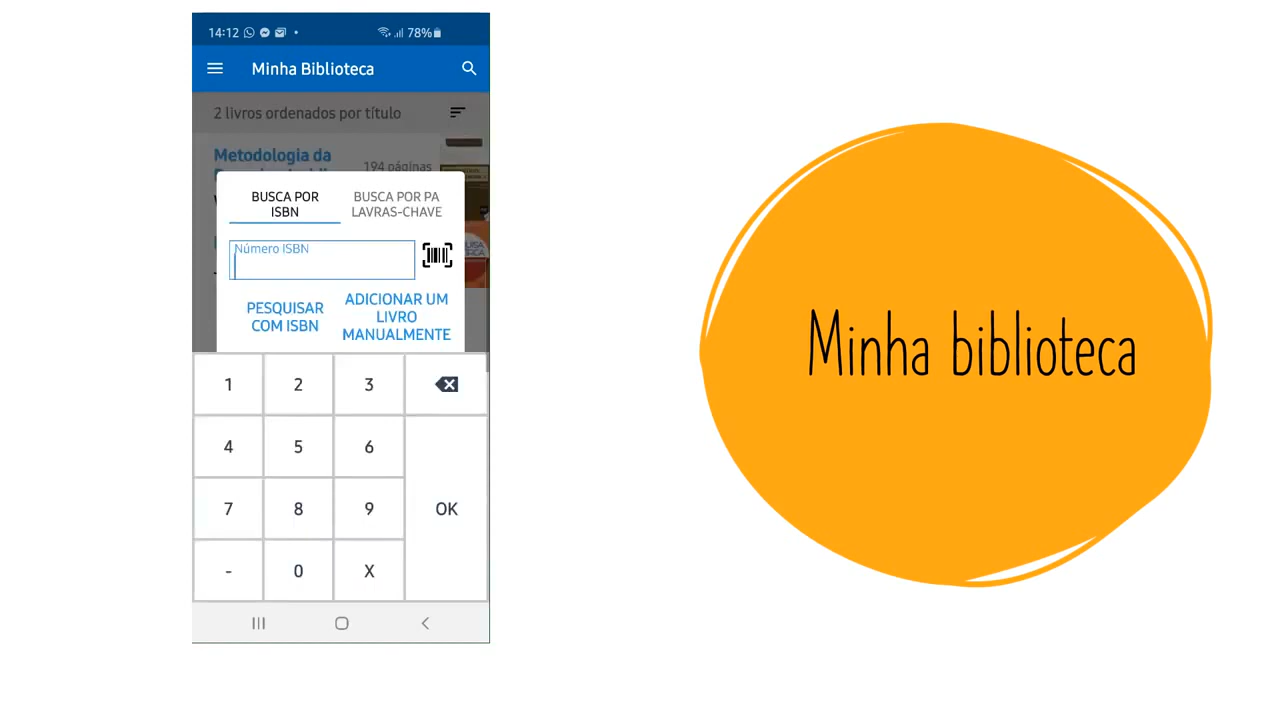 14:12 78%
Minha Biblioteca
2 livros ordenados por título
Metodologia da
194 páginas
BUSCA POR
ISBN
BUSCA POR PA
LAVRAS-CHAVE
Número ISBN
PESQUISAR
COM ISBN
ADICIONAR UM
LIVRO
MANUALMENTE
1 2 3
4 5 6
7 8 9 OK
- 0 X
Minha biblioteca